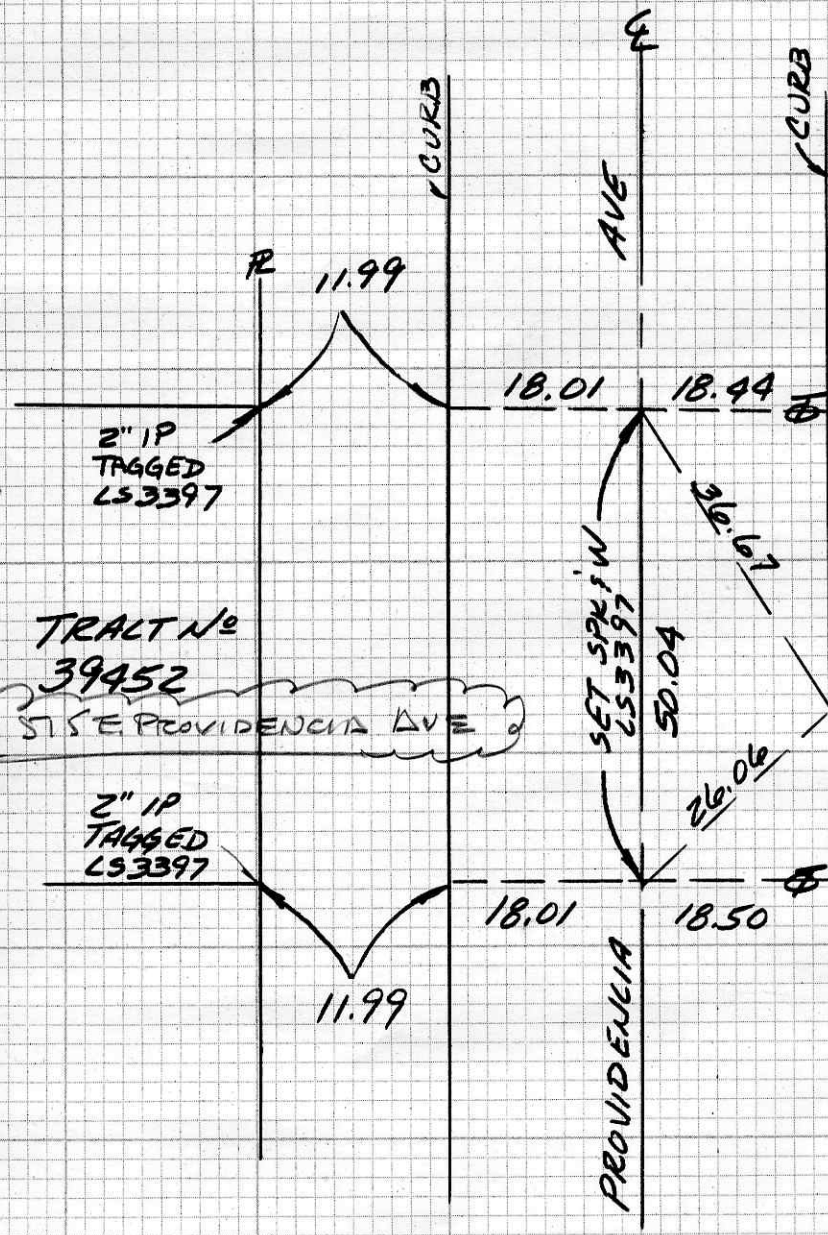 ℄
CURB
CURB
AVE
℞
11.99
18.01
18.44
2" IP
TAGGED
LS3397
36.67
SET SPK & W
LS3397
50.04
TRACT Nº
39452
515 E. PROVIDENCIA AVE
26.06
2" IP
TAGGED
LS3397
18.01
18.50
11.99
PROVIDENCIA